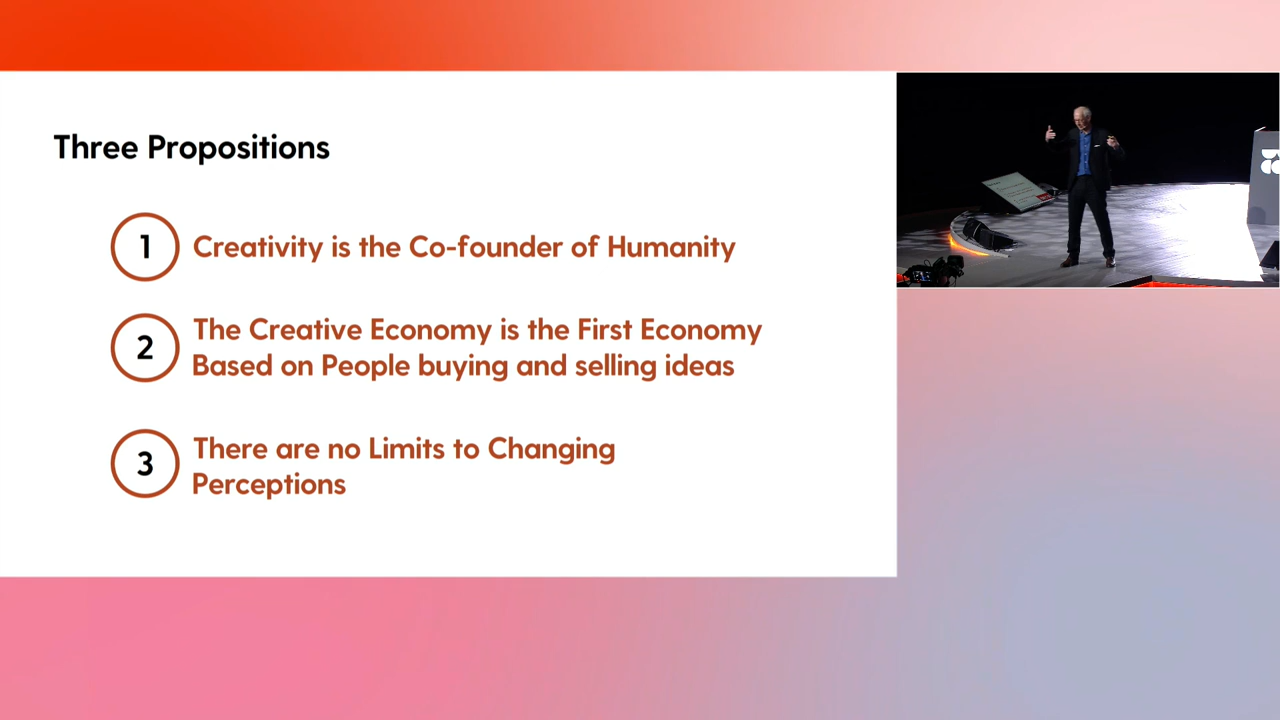 Three Propositions
1
Creativity is the Co-founder of Humanity
2
The Creative Economy is the First Economy
Based on People buying and selling ideas
3
There are no Limits to Changing
Perceptions